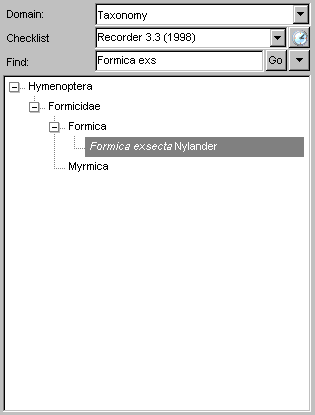 Domain: Taxonomy
Checklist Recorder 3.3 (1998)
Find: Formica exs Go
Hymenoptera
Formicidae
Formica
Formica exsecta Nylander
Myrmica